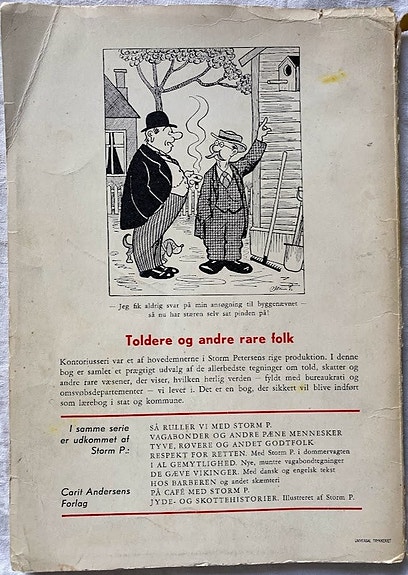 Storm P.
— Jeg fik aldrig svar på min ansøgning til byggenævnet —
så nu har stæren selv sat pinden på!
Toldere og andre rare folk
Kontoriusseri var et af hovedemnerne i Storm Petersens rige produktion. I denne
bog er samlet et prægtigt udvalg af de allerbedste tegninger om told, skatter og
andre rare væsener, der viser, hvilken herlig verden — fyldt med bureaukrati og
omsvøbsdepartementer — vi levet i. Det er en bog, der sikkert vil blive indført
som lærebog i stat og kommune.
I samme serie
er udkommet af
Storm P.:
SÅ RULLER VI MED STORM P.
VAGABONDER OG ANDRE PÆNE MENNESKER
TYVE, RØVERE OG ANDET GODTFOLK
RESPEKT FOR RETTEN. Med Storm P. i dommervagten
I AL GEMYTLIGHED. Nye, muntre vagabondtegninger
DE GÆVE VIKINGER. Med dansk og engelsk tekst
HOS BARBEREN og andet skæmteri
PÅ CAFÉ MED STORM P.
JYDE- OG SKOTTEHISTORIER. Illustreret af Storm P.
Carit Andersens
Forlag
UNIVERSAL TRYKKERIET